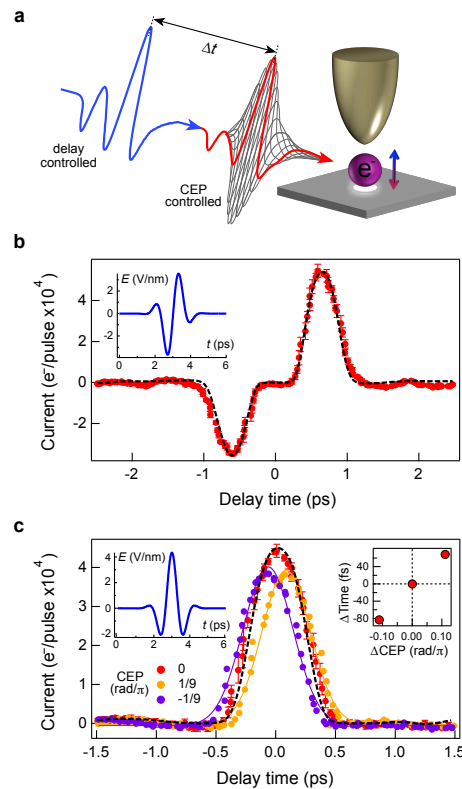 a
Δt
delay
controlled
CEP
controlled
e-
b
E (V/nm)
3
2
1
0
-1
-2
0 2 4 6
t (ps)
Current (e⁻/pulse x10⁴)
4
2
0
-2
-2 -1 0 1 2
Delay time (ps)
c
E (V/nm)
4
2
0
-2
0 2 4 6
t (ps)
CEP
(rad/π)
0
1/9
-1/9
ΔTime (fs)
40
0
-40
-80
-0.10 0.00 0.10
ΔCEP (rad/π)
Current (e⁻/pulse x10⁴)
4
3
2
1
0
-1.5 -1.0 -0.5 0.0 0.5 1.0 1.5
Delay time (ps)